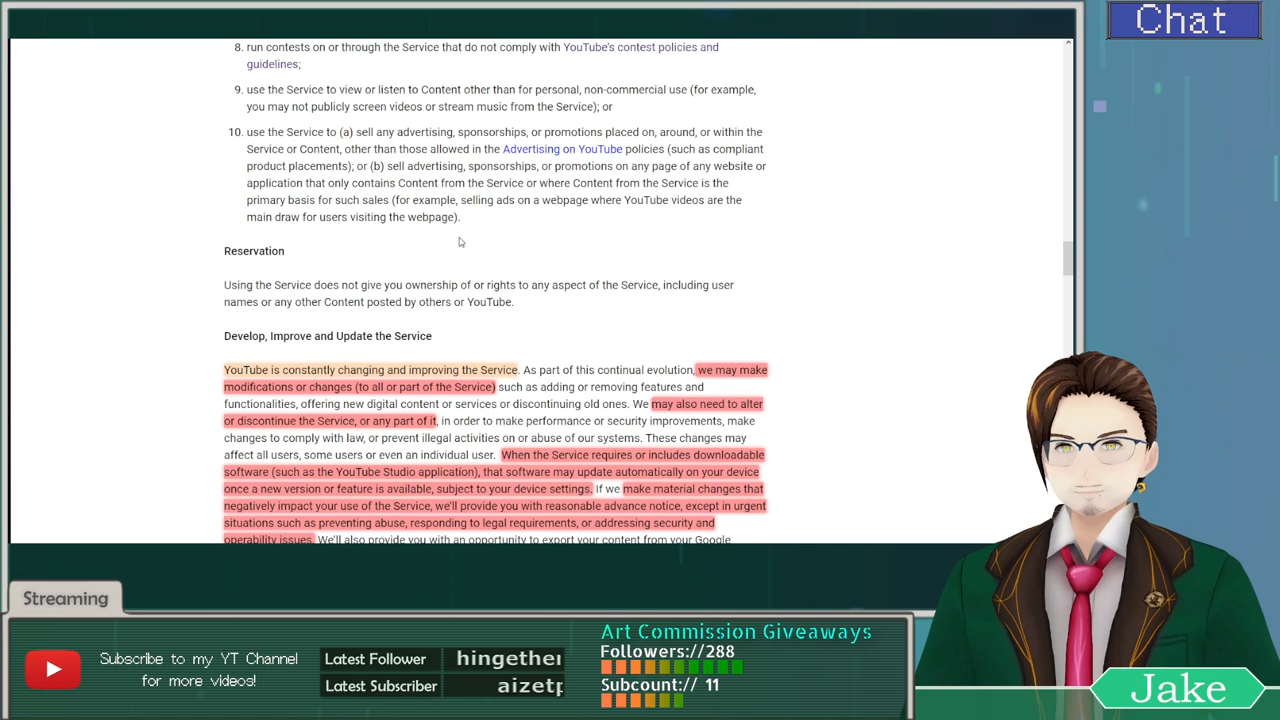 Chat
8. run contests on or through the Service that do not comply with YouTube's contest policies and
guidelines;
9. use the Service to view or listen to Content other than for personal, non-commercial use (for example,
you may not publicly screen videos or stream music from the Service); or
10. use the Service to (a) sell any advertising, sponsorships, or promotions placed on, around, or within the
Service or Content, other than those allowed in the Advertising on YouTube policies (such as compliant
product placements); or (b) sell advertising, sponsorships, or promotions on any page of any website or
application that only contains Content from the Service or where Content from the Service is the
primary basis for such sales (for example, selling ads on a webpage where YouTube videos are the
main draw for users visiting the webpage).
Reservation
Using the Service does not give you ownership of or rights to any aspect of the Service, including user
names or any other Content posted by others or YouTube.
Develop, Improve and Update the Service
YouTube is constantly changing and improving the Service. As part of this continual evolution, we may make
modifications or changes (to all or part of the Service) such as adding or removing features and
functionalities, offering new digital content or services or discontinuing old ones. We may also need to alter
or discontinue the Service, or any part of it, in order to make performance or security improvements, make
changes to comply with law, or prevent illegal activities on or abuse of our systems. These changes may
affect all users, some users or even an individual user. When the Service requires or includes downloadable
software (such as the YouTube Studio application), that software may update automatically on your device
once a new version or feature is available, subject to your device settings. If we make material changes that
negatively impact your use of the Service, we'll provide you with reasonable advance notice, except in urgent
situations such as preventing abuse, responding to legal requirements, or addressing security and
operability issues. We'll also provide you with an opportunity to export your content from your Google
Streaming
Subscribe to my YT Channel
for more videos!
Latest Follower hingether
Latest Subscriber aizetp
Art Commission Giveaways
Followers://288
Subcount:// 11
Jake